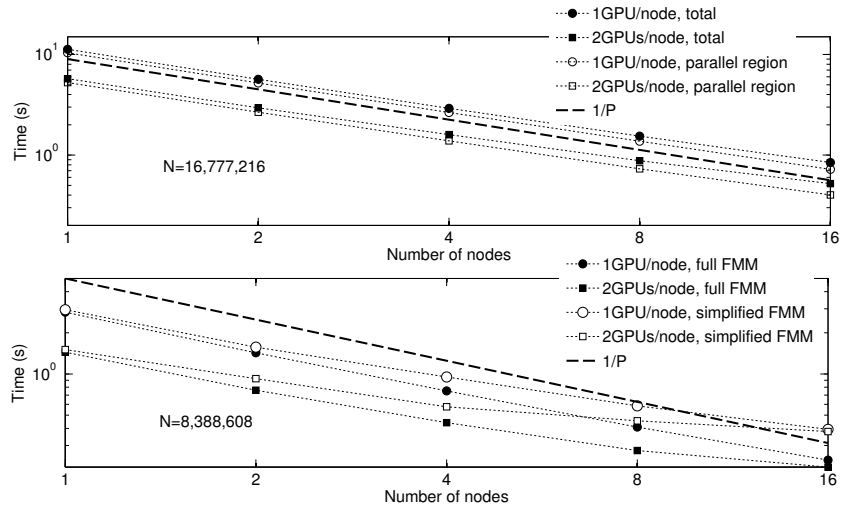 1GPU/node, total
2GPUs/node, total
1GPU/node, parallel region
2GPUs/node, parallel region
1/P
10^1
10^0
Time (s)
N=16,777,216
1 2 4 8 16
Number of nodes
1GPU/node, full FMM
2GPUs/node, full FMM
1GPU/node, simplified FMM
2GPUs/node, simplified FMM
1/P
10^0
Time (s)
N=8,388,608
1 2 4 8 16
Number of nodes